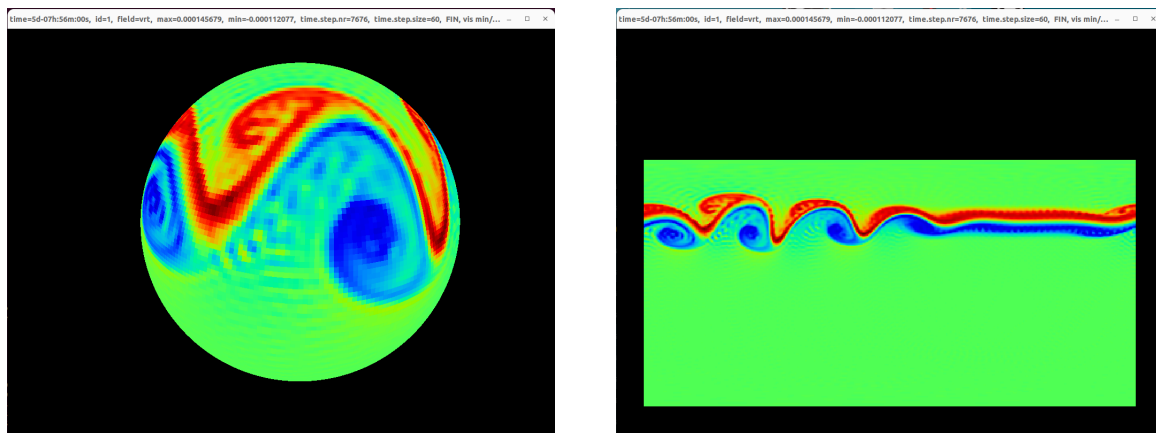 time=5d-07h:56m:00s, id=1, field=vrt, max=0.000145679, min=-0.000112077, time.step.nr=7676, time.step.size=60, FIN, vis min/...
time=5d-07h:56m:00s, id=1, field=vrt, max=0.000145679, min=-0.000112077, time.step.nr=7676, time.step.size=60, FIN, vis min/...